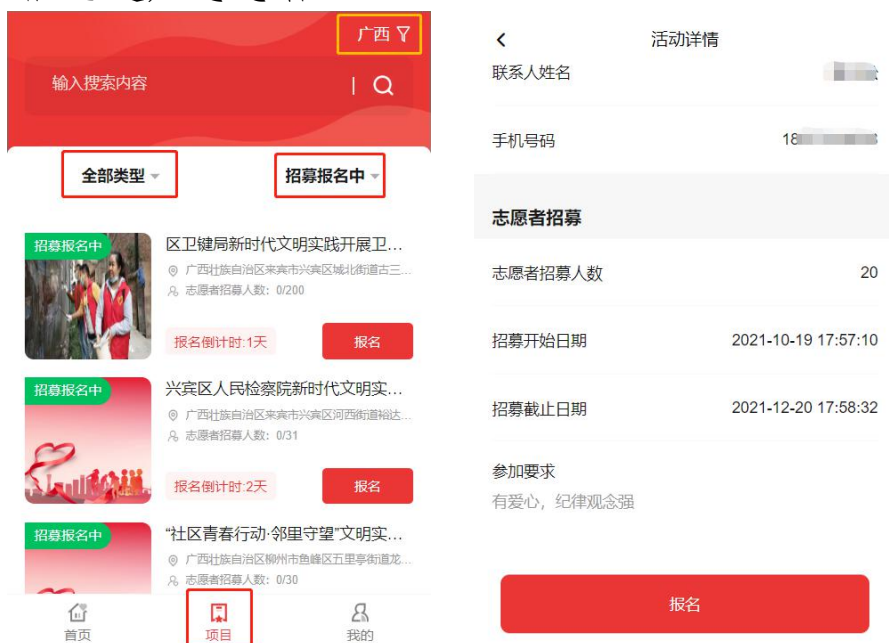 广西
输入搜索内容
全部类型
招募报名中
招募报名中
区卫健局新时代文明实践开展卫...
广西壮族自治区来宾市兴宾区城北街道古三...
志愿者招募人数: 0/200
报名倒计时:1天
报名
招募报名中
兴宾区人民检察院新时代文明实...
广西壮族自治区来宾市兴宾区河西街道裕达...
志愿者招募人数: 0/31
报名倒计时:2天
报名
招募报名中
“社区青春行动·邻里守望”文明实...
广西壮族自治区柳州市鱼峰区五里亭街道龙...
志愿者招募人数: 0/30
首页
项目
我的
活动详情
联系人姓名
手机号码
18
志愿者招募
志愿者招募人数
20
招募开始日期
2021-10-19 17:57:10
招募截止日期
2021-12-20 17:58:32
参加要求
有爱心，纪律观念强
报名